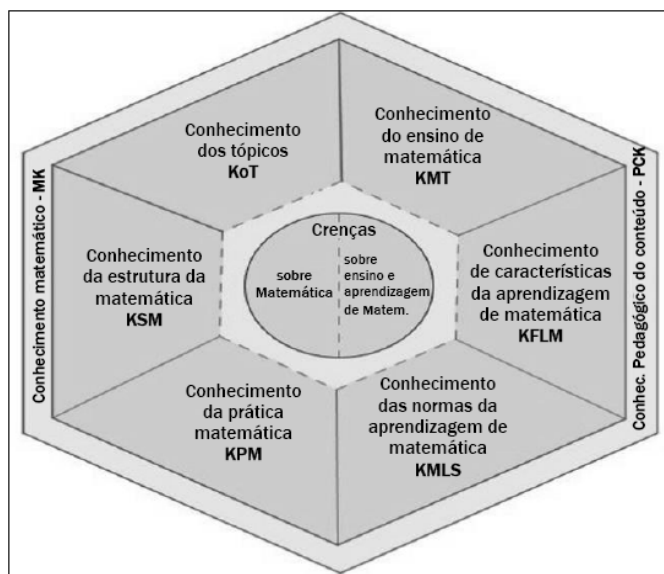 Conhecimento
dos tópicos
KoT
Conhecimento
do ensino de
matemática
KMT
Conhecimento matemático - MK
Conhec. Pedagógico do conteúdo - PCK
Conhecimento
da estrutura da
matemática
KSM
Crenças
sobre
Matemática
sobre
ensino e
aprendizagem
de Matem.
Conhecimento
de características
da aprendizagem
de matemática
KFLM
Conhecimento
da prática
matemática
KPM
Conhecimento
das normas da
aprendizagem de
matemática
KMLS